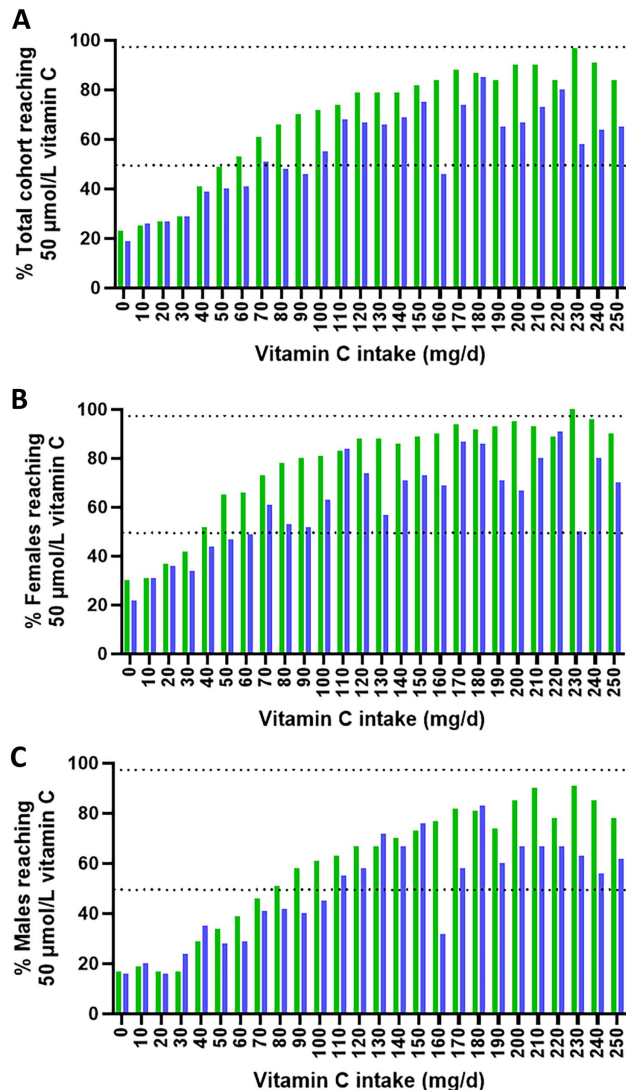 A
% Total cohort reaching
50 µmol/L vitamin C
100
80
60
40
20
0
0 10 20 30 40 50 60 70 80 90 100 110 120 130 140 150 160 170 180 190 200 210 220 230 240 250
Vitamin C intake (mg/d)
B
% Females reaching
50 µmol/L vitamin C
100
80
60
40
20
0
0 10 20 30 40 50 60 70 80 90 100 110 120 130 140 150 160 170 180 190 200 210 220 230 240 250
Vitamin C intake (mg/d)
C
% Males reaching
50 µmol/L vitamin C
100
80
60
40
20
0
0 10 20 30 40 50 60 70 80 90 100 110 120 130 140 150 160 170 180 190 200 210 220 230 240 250
Vitamin C intake (mg/d)